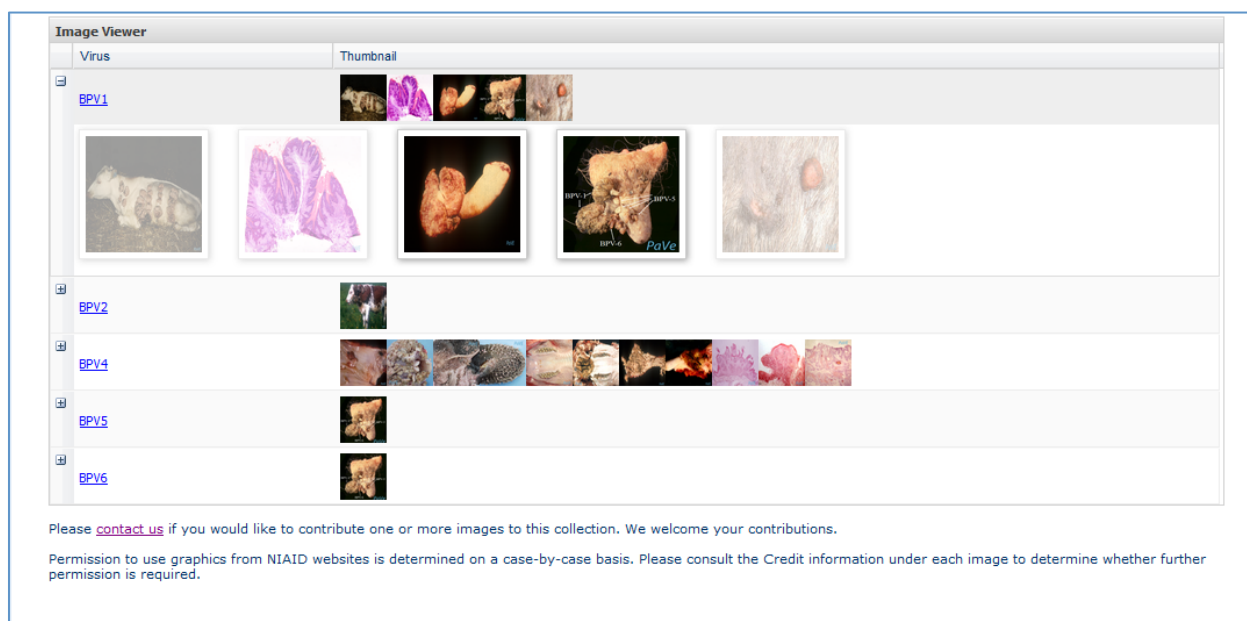 Image Viewer
Virus Thumbnail
BPV1
BPV-1
BPV-5
BPV-6
PaVe
BPV2
BPV4
BPV5
BPV6
Please contact us if you would like to contribute one or more images to this collection. We welcome your contributions.
Permission to use graphics from NIAID websites is determined on a case-by-case basis. Please consult the Credit information under each image to determine whether further
permission is required.